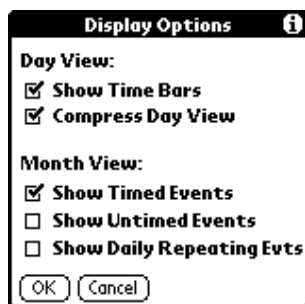 Display Options
Day View:
Show Time Bars
Compress Day View
Month View:
Show Timed Events
Show Untimed Events
Show Daily Repeating Evts
OK Cancel